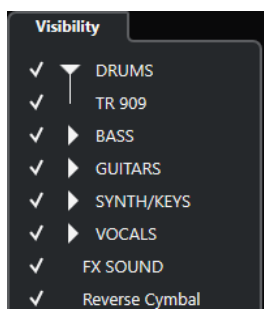 Visibility
DRUMS
TR 909
BASS
GUITARS
SYNTH/KEYS
VOCALS
FX SOUND
Reverse Cymbal